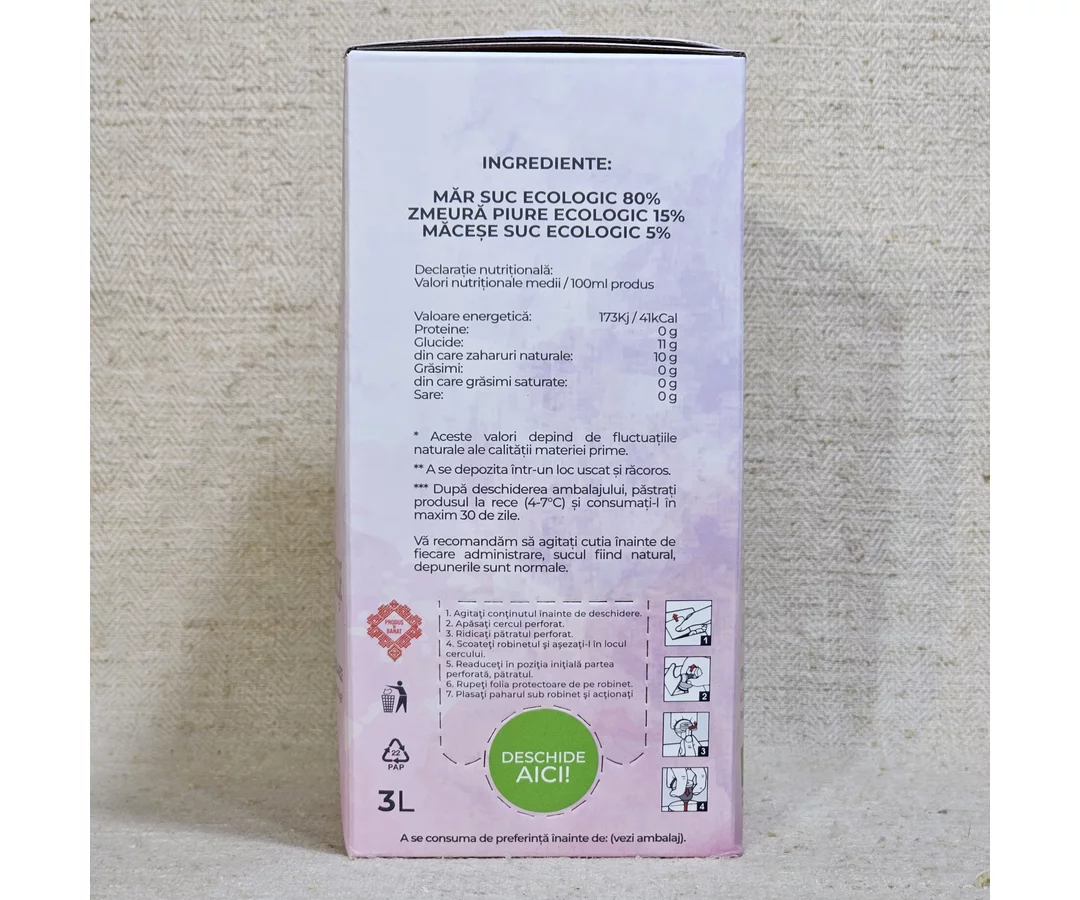 INGREDIENTE:
MĂR SUC ECOLOGIC 80%
ZMEURĂ PIURE ECOLOGIC 15%
MĂCEȘE SUC ECOLOGIC 5%
Declarație nutrițională:
Valori nutriționale medii / 100ml produs
Valoare energetică: 173Kj / 41kCal
Proteine: 0 g
Glucide: 11 g
din care zaharuri naturale: 10 g
Grăsimi: 0 g
din care grăsimi saturate: 0 g
Sare: 0 g
* Aceste valori depind de fluctuațiile
naturale ale calității materiei prime.
** A se depozita într-un loc uscat și răcoros.
*** După deschiderea ambalajului, păstrați
produsul la rece (4-7°C) și consumați-l în
maxim 30 de zile.
Vă recomandăm să agitați cutia înainte de
fiecare administrare, sucul fiind natural,
depunerile sunt normale.
PRODUS
BANAT
1. Agitați conținutul înainte de deschidere.
2. Apăsați cercul perforat.
3. Ridicați pătratul perforat.
4. Scoateți robinetul și așezați-l în locul
cercului.
5. Readuceți în poziția inițială partea
perforată, pătratul.
6. Rupeți folia protectoare de pe robinet.
7. Plasați paharul sub robinet și acționați
1
2
3
4
22
PAP
DESCHIDE
AICI!
3L
A se consuma de preferință înainte de: (vezi ambalaj).